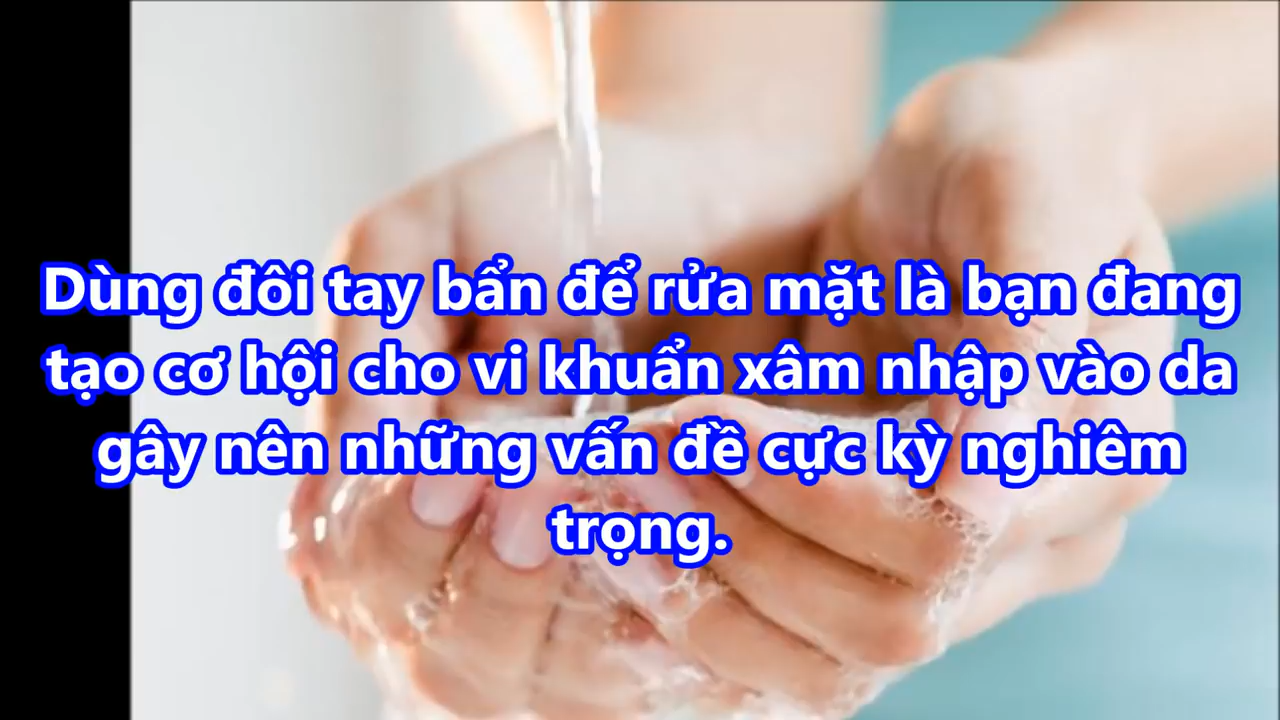 Dùng đôi tay bẩn để rửa mặt là bạn đang
tạo cơ hội cho vi khuẩn xâm nhập vào da
gây nên những vấn đề cực kỳ nghiêm
trọng.